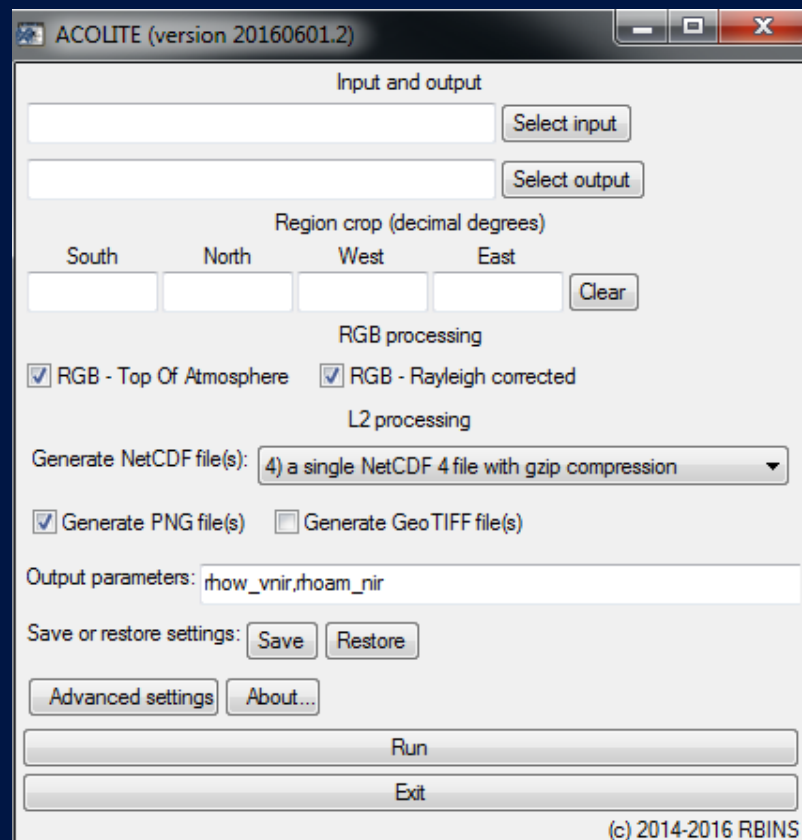 ACOLITE (version 20160601.2)
Input and output
Select input
Select output
Region crop (decimal degrees)
South North West East
Clear
RGB processing
RGB - Top Of Atmosphere RGB - Rayleigh corrected
L2 processing
Generate NetCDF file(s): 4) a single NetCDF 4 file with gzip compression
Generate PNG file(s) Generate GeoTIFF file(s)
Output parameters: rhow_vnir,rhoam_nir
Save or restore settings: Save Restore
Advanced settings About...
Run
Exit
(c) 2014-2016 RBINS